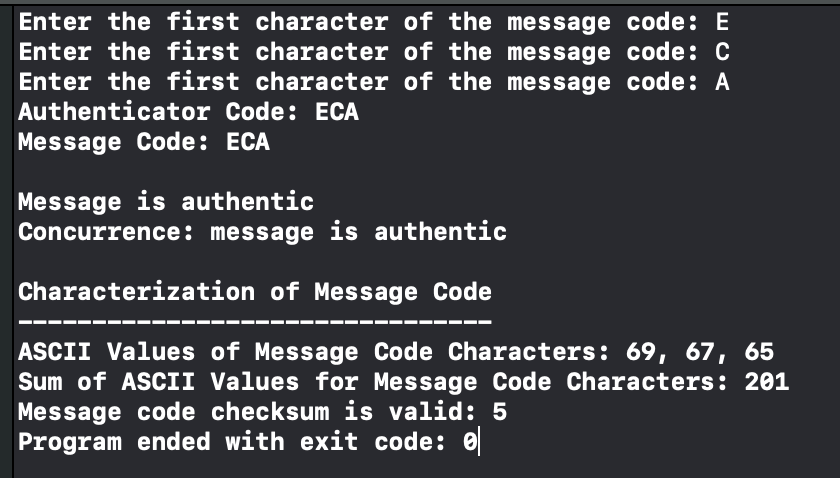 Enter the first character of the message code: E
Enter the first character of the message code: C
Enter the first character of the message code: A
Authenticator Code: ECA
Message Code: ECA
Message is authentic
Concurrence: message is authentic
Characterization of Message Code
--------------------------------
ASCII Values of Message Code Characters: 69, 67, 65
Sum of ASCII Values for Message Code Characters: 201
Message code checksum is valid: 5
Program ended with exit code: 0